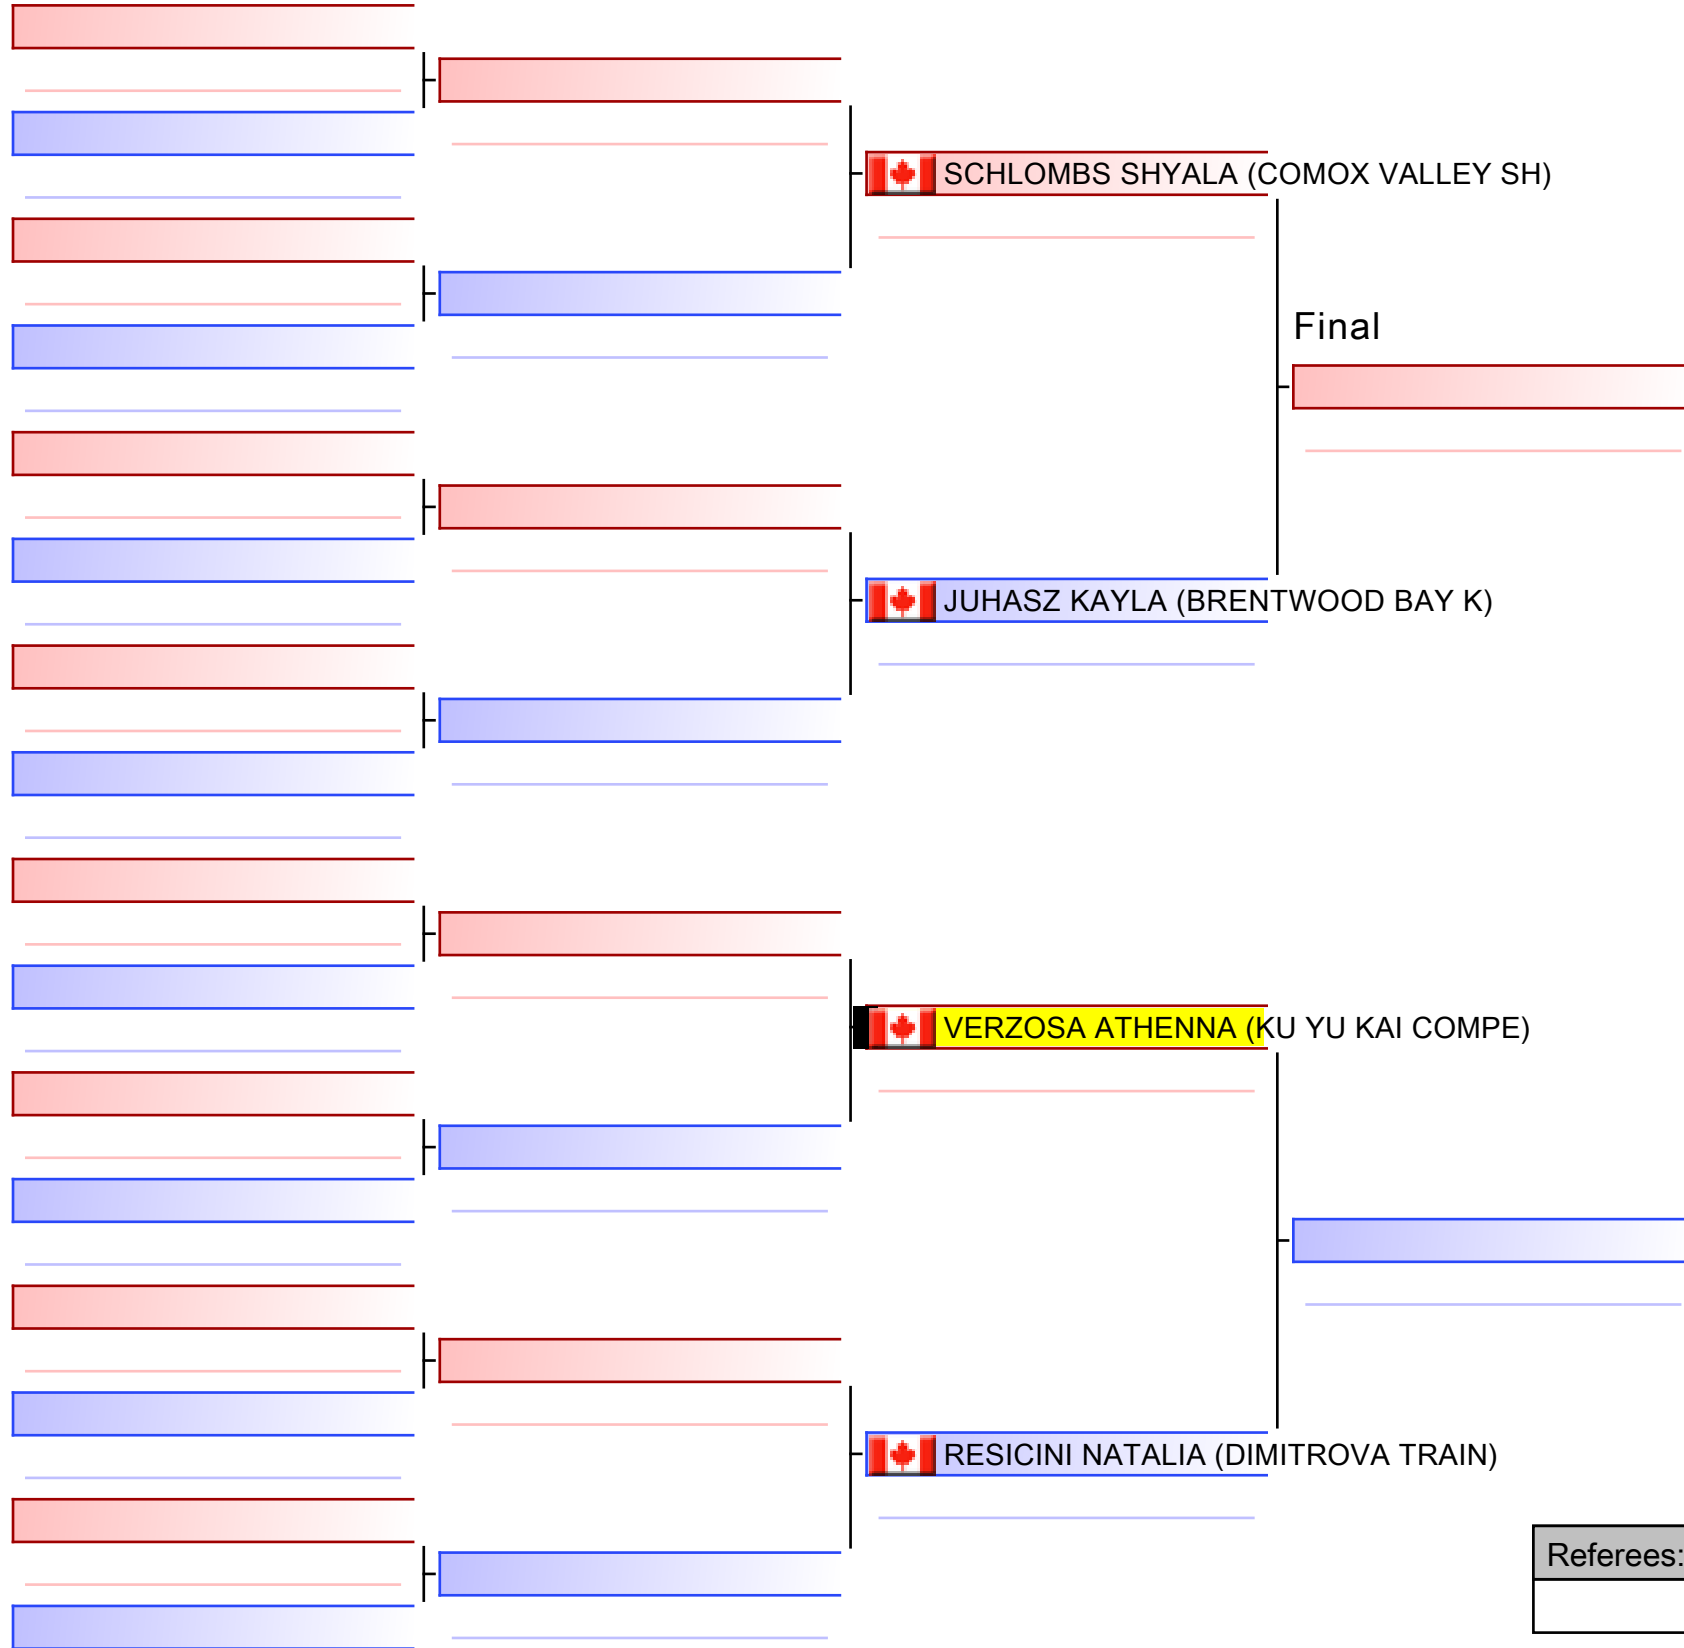 SCHLOMBS SHYALA (COMOX VALLEY SH)
Final
JUHASZ KAYLA (BRENTWOOD BAY K)
VERZOSA ATHENNA (KU YU KAI COMPE)
RESICINI NATALIA (DIMITROVA TRAIN)
Referees: